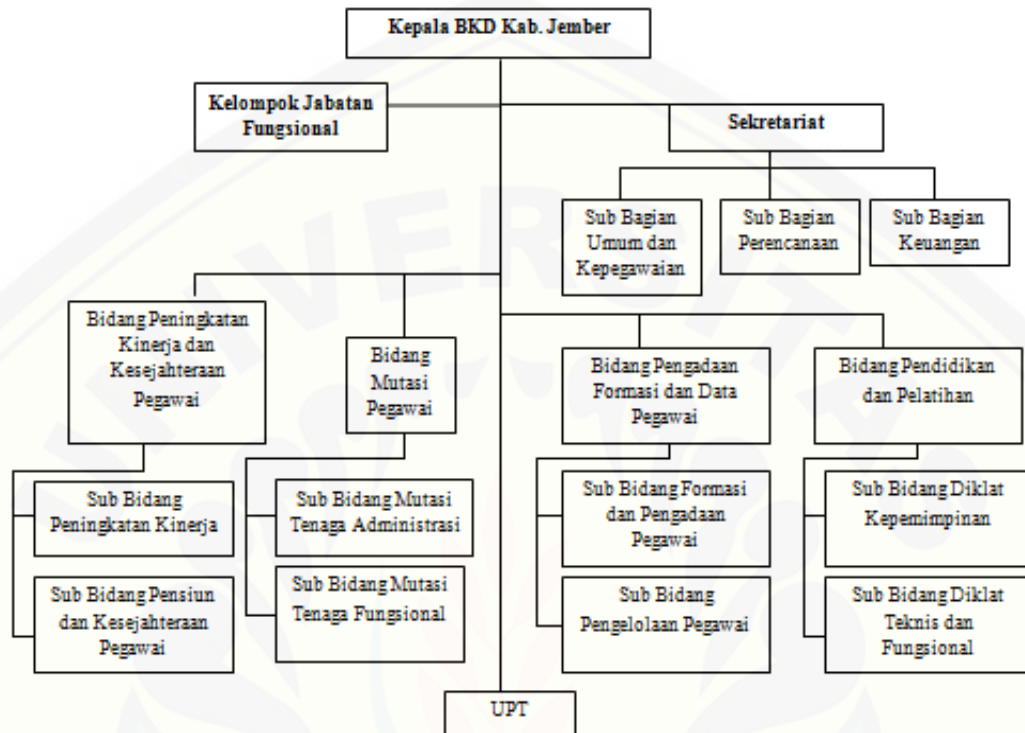 Kepala BKD Kab. Jember
Kelompok Jabatan
Fungsional
Sekretariat
Sub Bagian
Umum dan
Kepegawaian
Sub Bagian
Perencanaan
Sub Bagian
Keuangan
Bidang Peningkatan
Kinerja dan
Kesejahteraan
Pegawai
Bidang
Mutasi
Pegawai
Bidang Pengadaan
Formasi dan Data
Pegawai
Bidang Pendidikan
dan Pelatihan
Sub Bidang
Peningkatan Kinerja
Sub Bidang Pensiun
dan Kesejahteraan
Pegawai
Sub Bidang Mutasi
Tenaga Administrasi
Sub Bidang Mutasi
Tenaga Fungsional
Sub Bidang Formasi
dan Pengadaan
Pegawai
Sub Bidang
Pengelolaan Pegawai
Sub Bidang Diklat
Kepemimpinan
Sub Bidang Diklat
Teknis dan
Fungsional
UPT
UNIVERSITAS